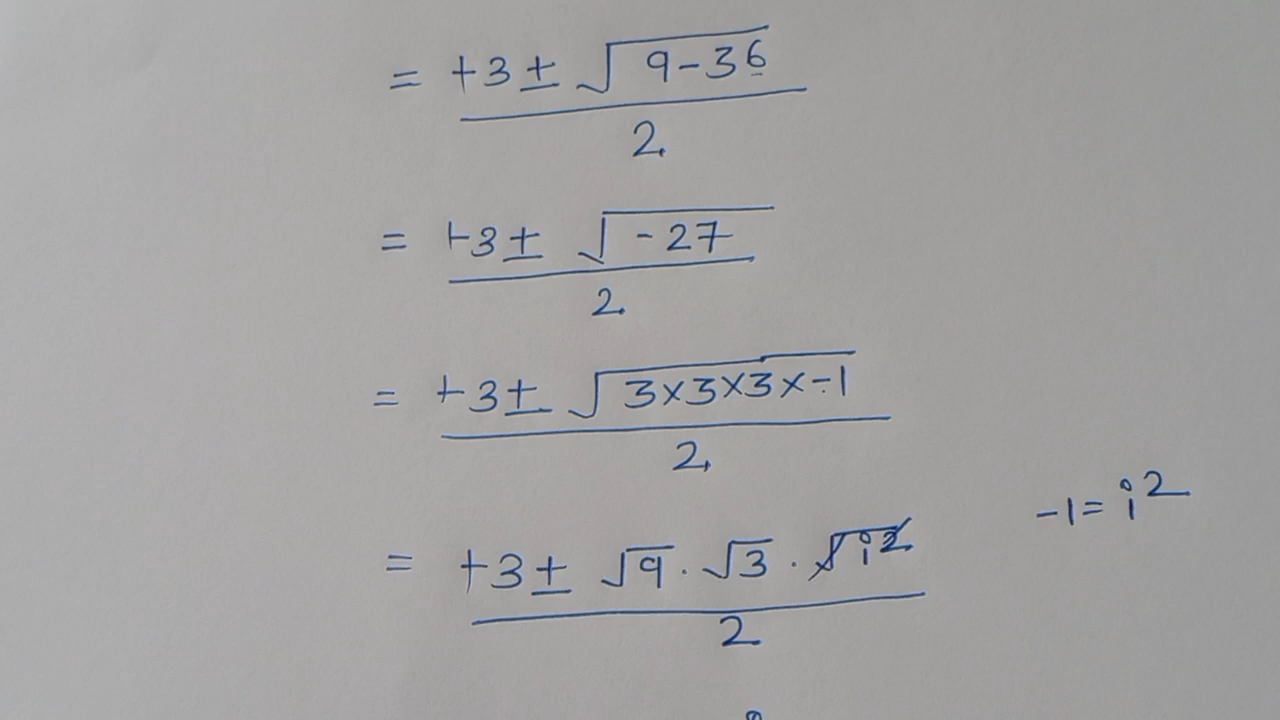 = +3 ± √(9-36) / 2
= +3 ± √(-27) / 2
= +3 ± √(3×3×3×-1) / 2
-1 = i²
= +3 ± √9 . √3 . √i² / 2